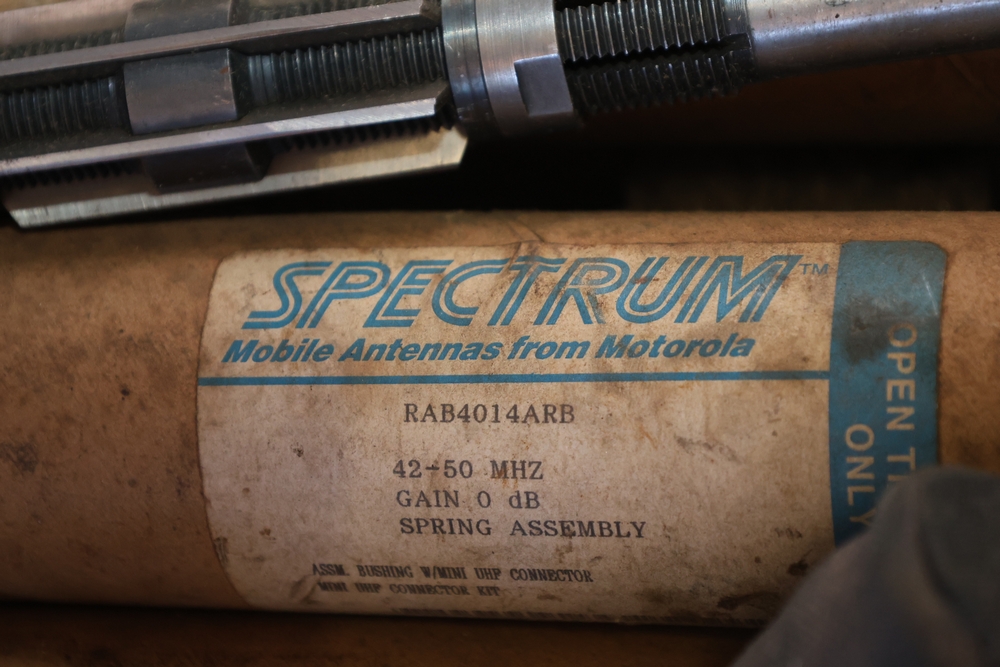 SPECTRUM™
Mobile Antennas from Motorola
RAB4014ARB
42-50 MHZ
GAIN 0 dB
SPRING ASSEMBLY
ASSM. BUSHING W/MINI UHF CONNECTOR
MINI UHF CONNECTOR KIT
OPEN
ONLY